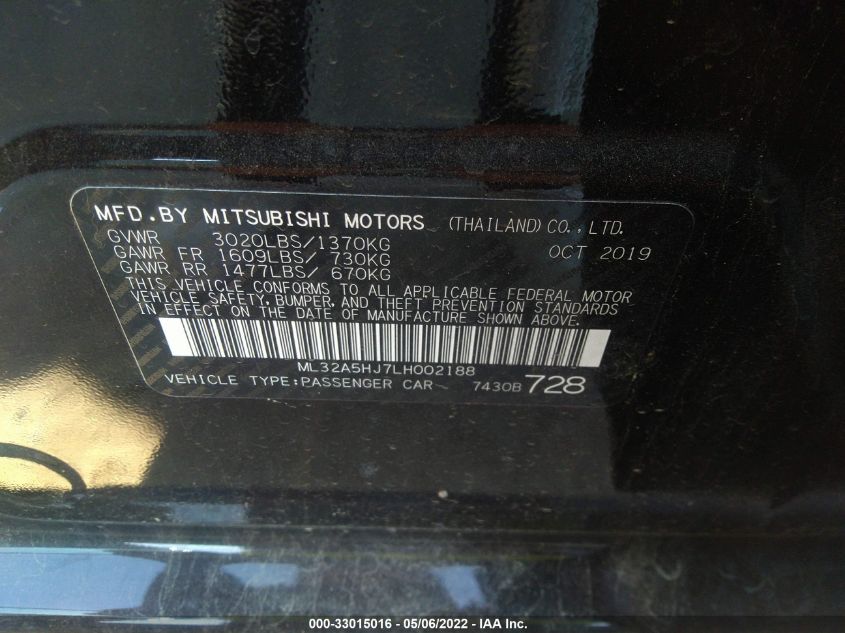 MFD.BY MITSUBISHI MOTORS (THAILAND) CO., LTD.
GVWR 3020LBS/1370KG OCT 2019
GAWR FR 1609LBS/ 730KG
GAWR RR 1477LBS/ 670KG
THIS VEHICLE CONFORMS TO ALL APPLICABLE FEDERAL MOTOR
VEHICLE SAFETY, BUMPER, AND THEFT PREVENTION STANDARDS
IN EFFECT ON THE DATE OF MANUFACTURE SHOWN ABOVE.
ML32A5HJ7LH002188
VEHICLE TYPE:PASSENGER CAR 7430B 728
000-33015016 - 05/06/2022 - IAA Inc.